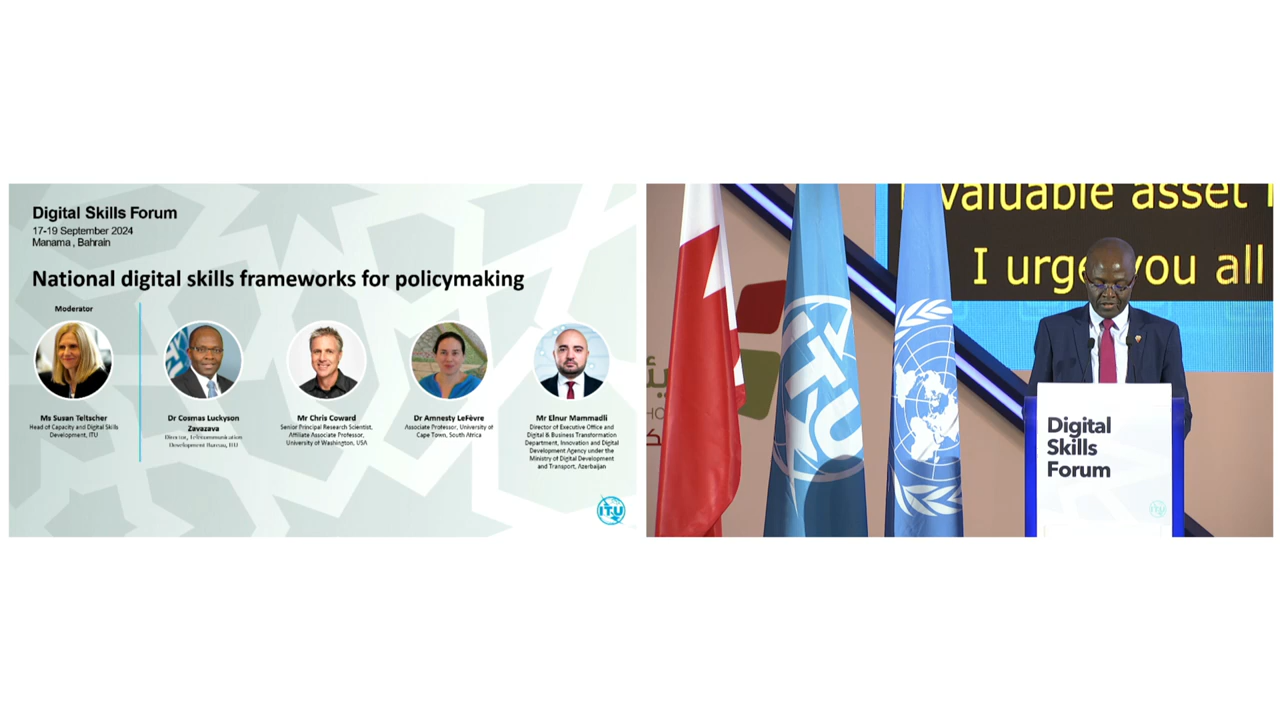 Digital Skills Forum
17-19 September 2024
Manama , Bahrain
National digital skills frameworks for policymaking
Moderator
Ms Susan Teltscher
Head of Capacity and Digital Skills
Development, ITU
Dr Cosmas Luckyson
Zavazava
Director, Telecommunication
Development Bureau, ITU
Mr Chris Coward
Senior Principal Research Scientist,
Affiliate Associate Professor,
University of Washington, USA
Dr Amnesty LeFèvre
Associate Professor, University of
Cape Town, South Africa
Mr Elnur Mammadli
Director of Executive Office and
Digital & Business Transformation
Department, Innovation and Digital
Development Agency under the
Ministry of Digital Development
and Transport, Azerbaijan
ITU
valuable asset
I urge you all
ITU
Digital
Skills
Forum